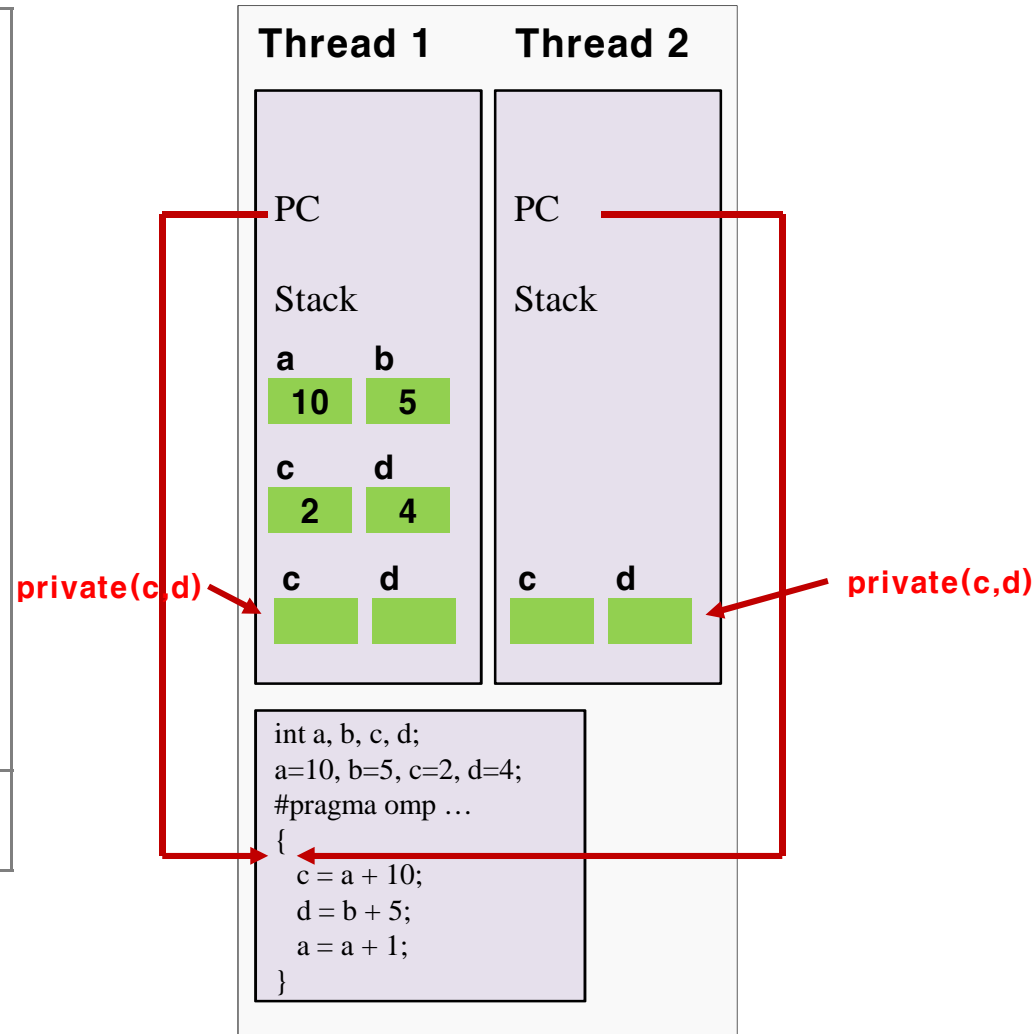 Thread 1 Thread 2
PC PC
Stack Stack
a b
10 5
c d
2 4
c d c d
private(c,d) private(c,d)
int a, b, c, d;
a=10, b=5, c=2, d=4;
#pragma omp …
{
c = a + 10;
d = b + 5;
a = a + 1;
}